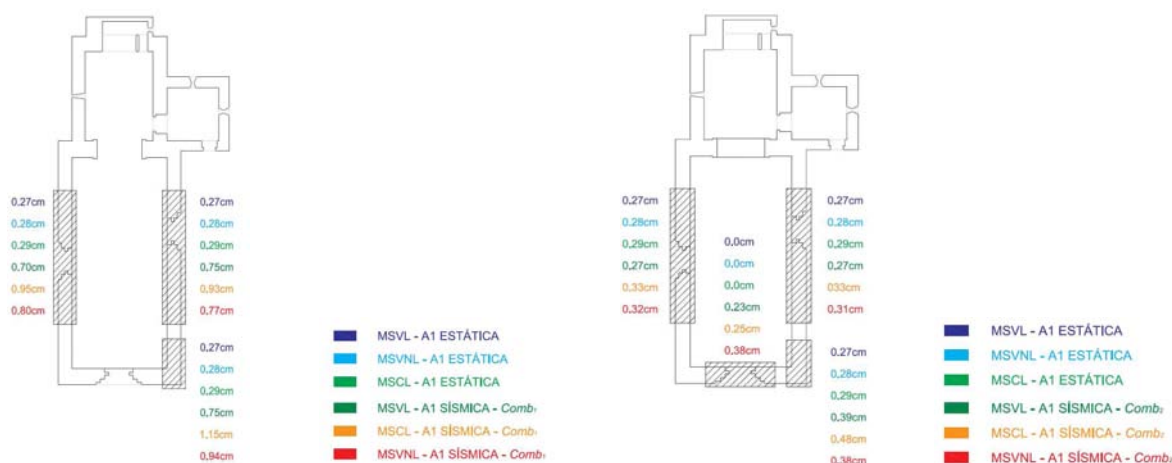 0.27cm
0.28cm
0.29cm
0.70cm
0.95cm
0.80cm
0.27cm
0.28cm
0.29cm
0.75cm
0.93cm
0.77cm
0.27cm
0.28cm
0.29cm
0.75cm
1.15cm
0.94cm
MSVL - A1 ESTÁTICA
MSVNL - A1 ESTÁTICA
MSCL - A1 ESTÁTICA
MSVL - A1 SÍSMICA - Comb₁
MSCL - A1 SÍSMICA - Comb₁
MSVNL - A1 SÍSMICA - Comb₁
0.27cm
0.28cm
0.29cm
0.27cm
0.33cm
0.32cm
0.0cm
0.0cm
0.0cm
0.23cm
0.25cm
0.38cm
0.27cm
0.28cm
0.29cm
0.27cm
033cm
0.31cm
0.27cm
0.28cm
0.29cm
0.39cm
0.48cm
0.38cm
MSVL - A1 ESTÁTICA
MSVNL - A1 ESTÁTICA
MSCL - A1 ESTÁTICA
MSVL - A1 SÍSMICA - Comb₂
MSCL - A1 SÍSMICA - Comb₂
MSVNL - A1 SÍSMICA - Comb₂